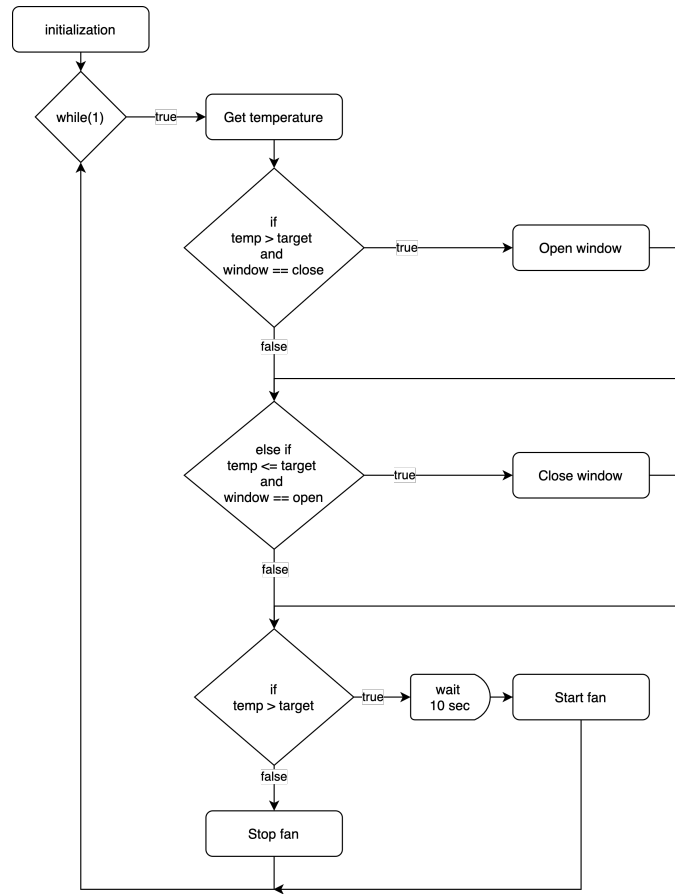 initialization
while(1)
true
Get temperature
if
temp > target
and
window == close
true
Open window
false
else if
temp <= target
and
window == open
true
Close window
false
if
temp > target
true
wait
10 sec
Start fan
false
Stop fan